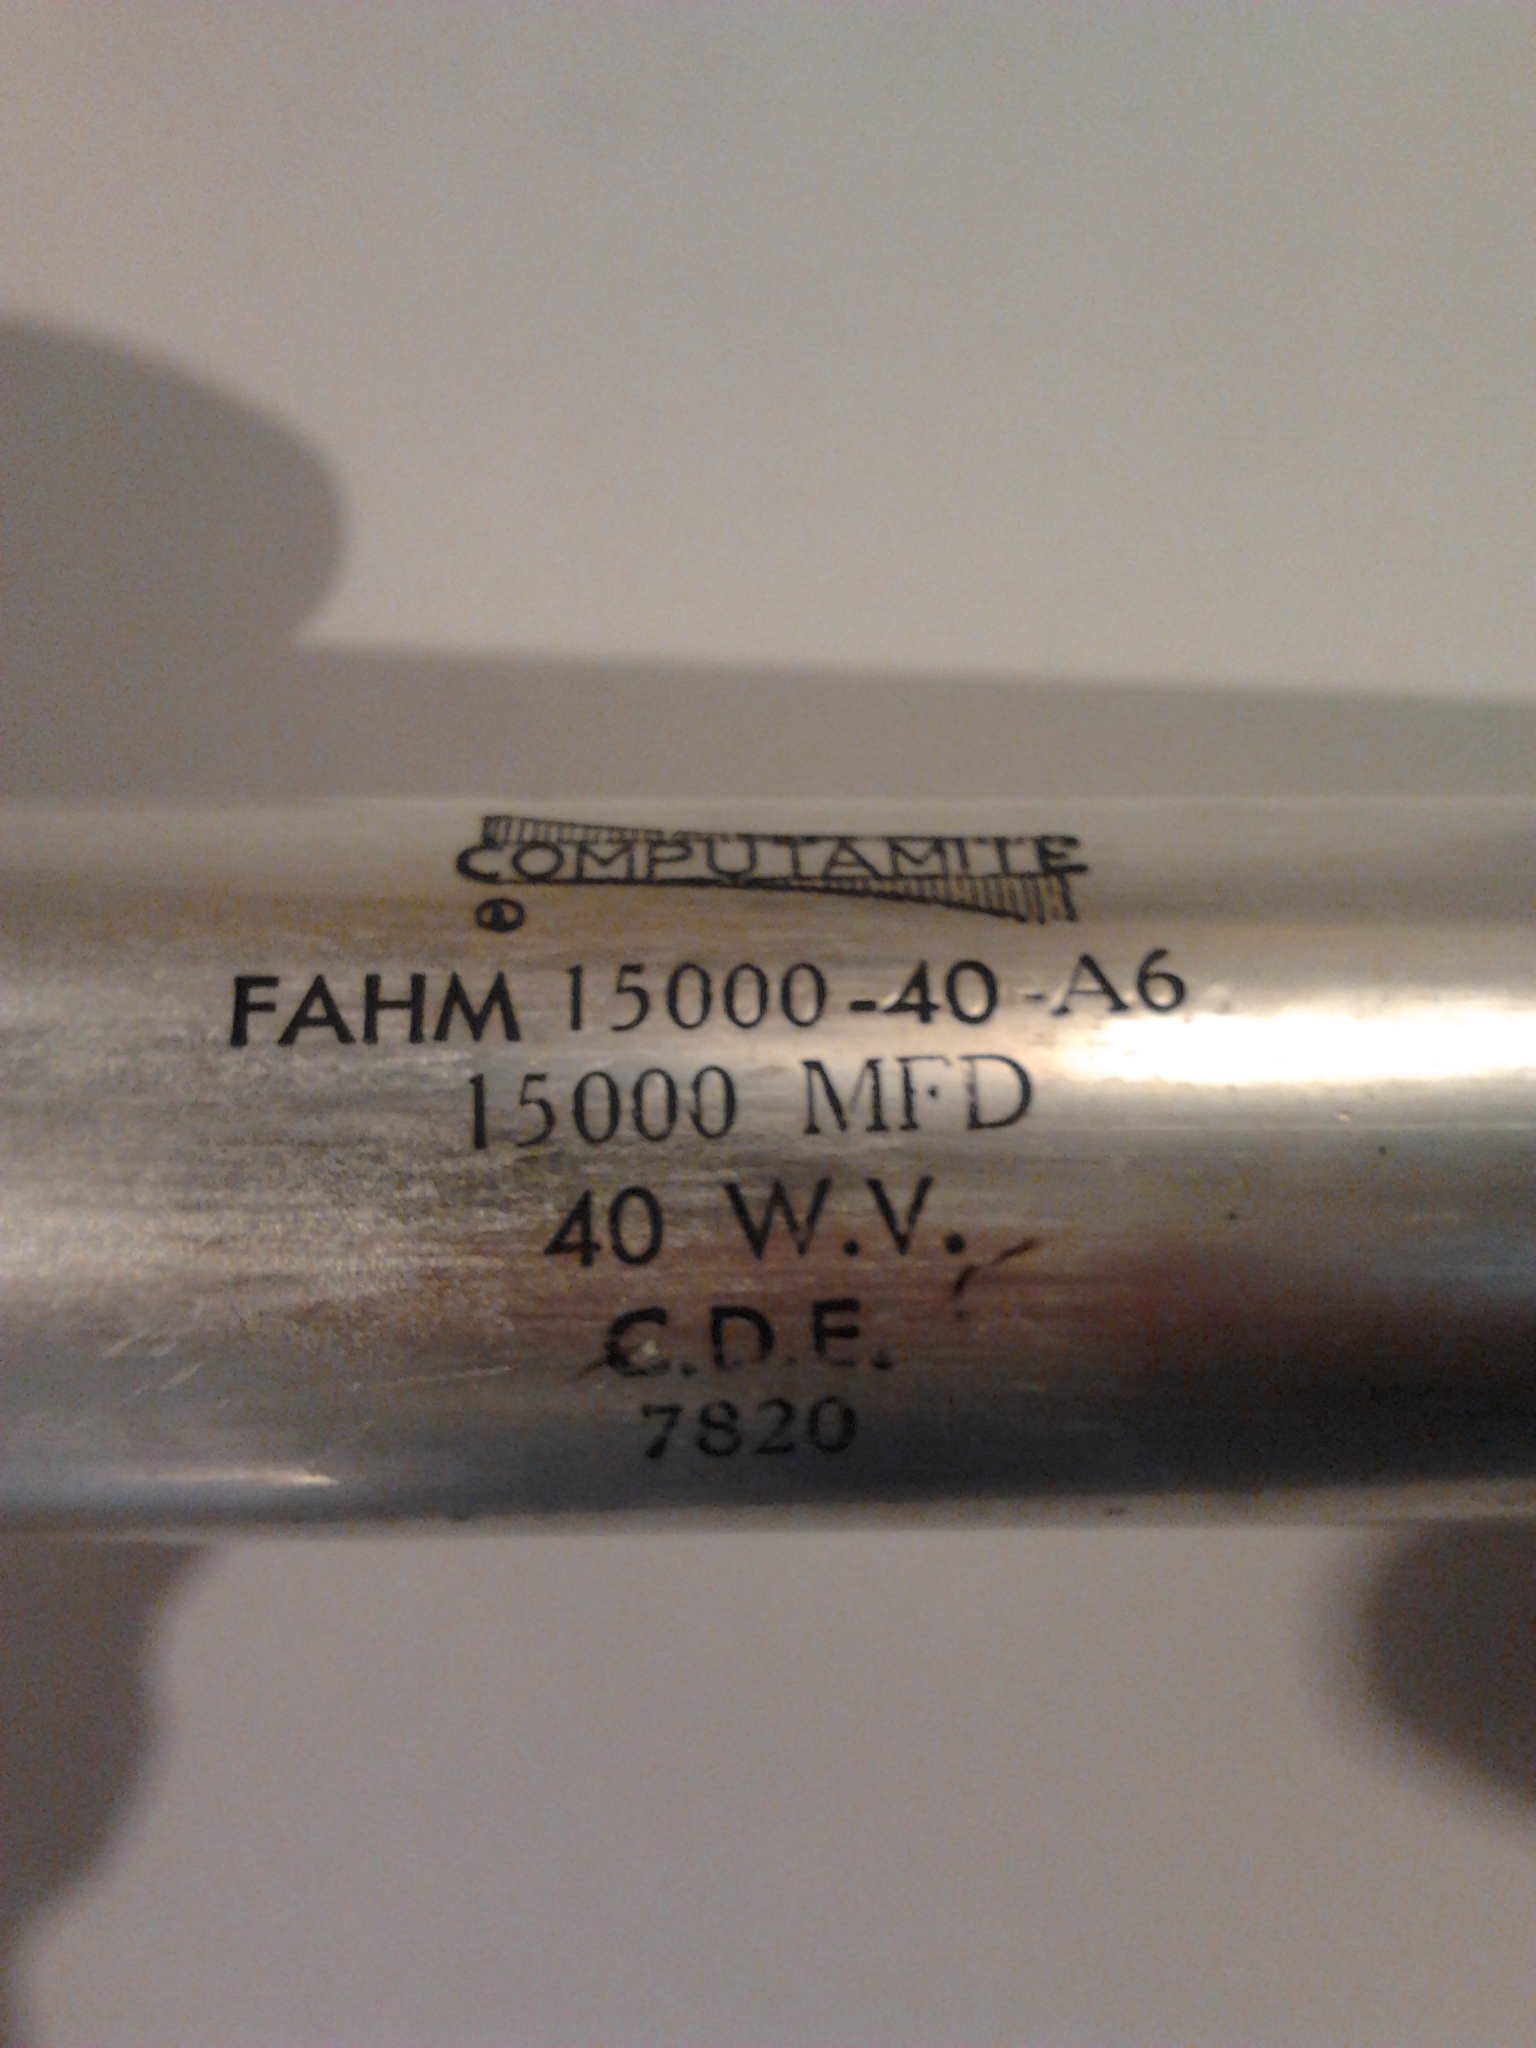 COMPUTAMITE
FAHM 15000-40-A6
15000 MFD
40 W.V.
C.D.E.
7820